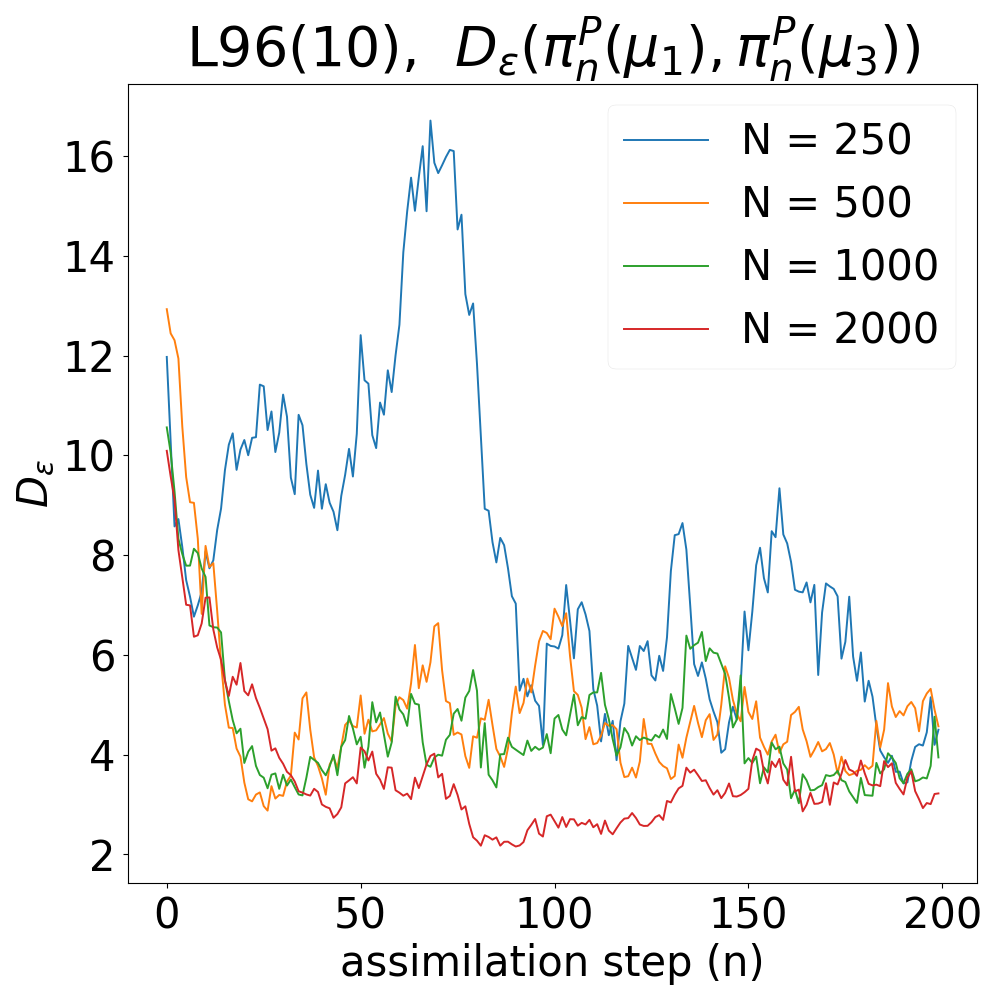 L96(10), $D_\varepsilon(\pi_n^P(\mu_1), \pi_n^P(\mu_3))$
N = 250
N = 500
N = 1000
N = 2000
$D_\varepsilon$
16
14
12
10
8
6
4
2
0 50 100 150 200
assimilation step (n)